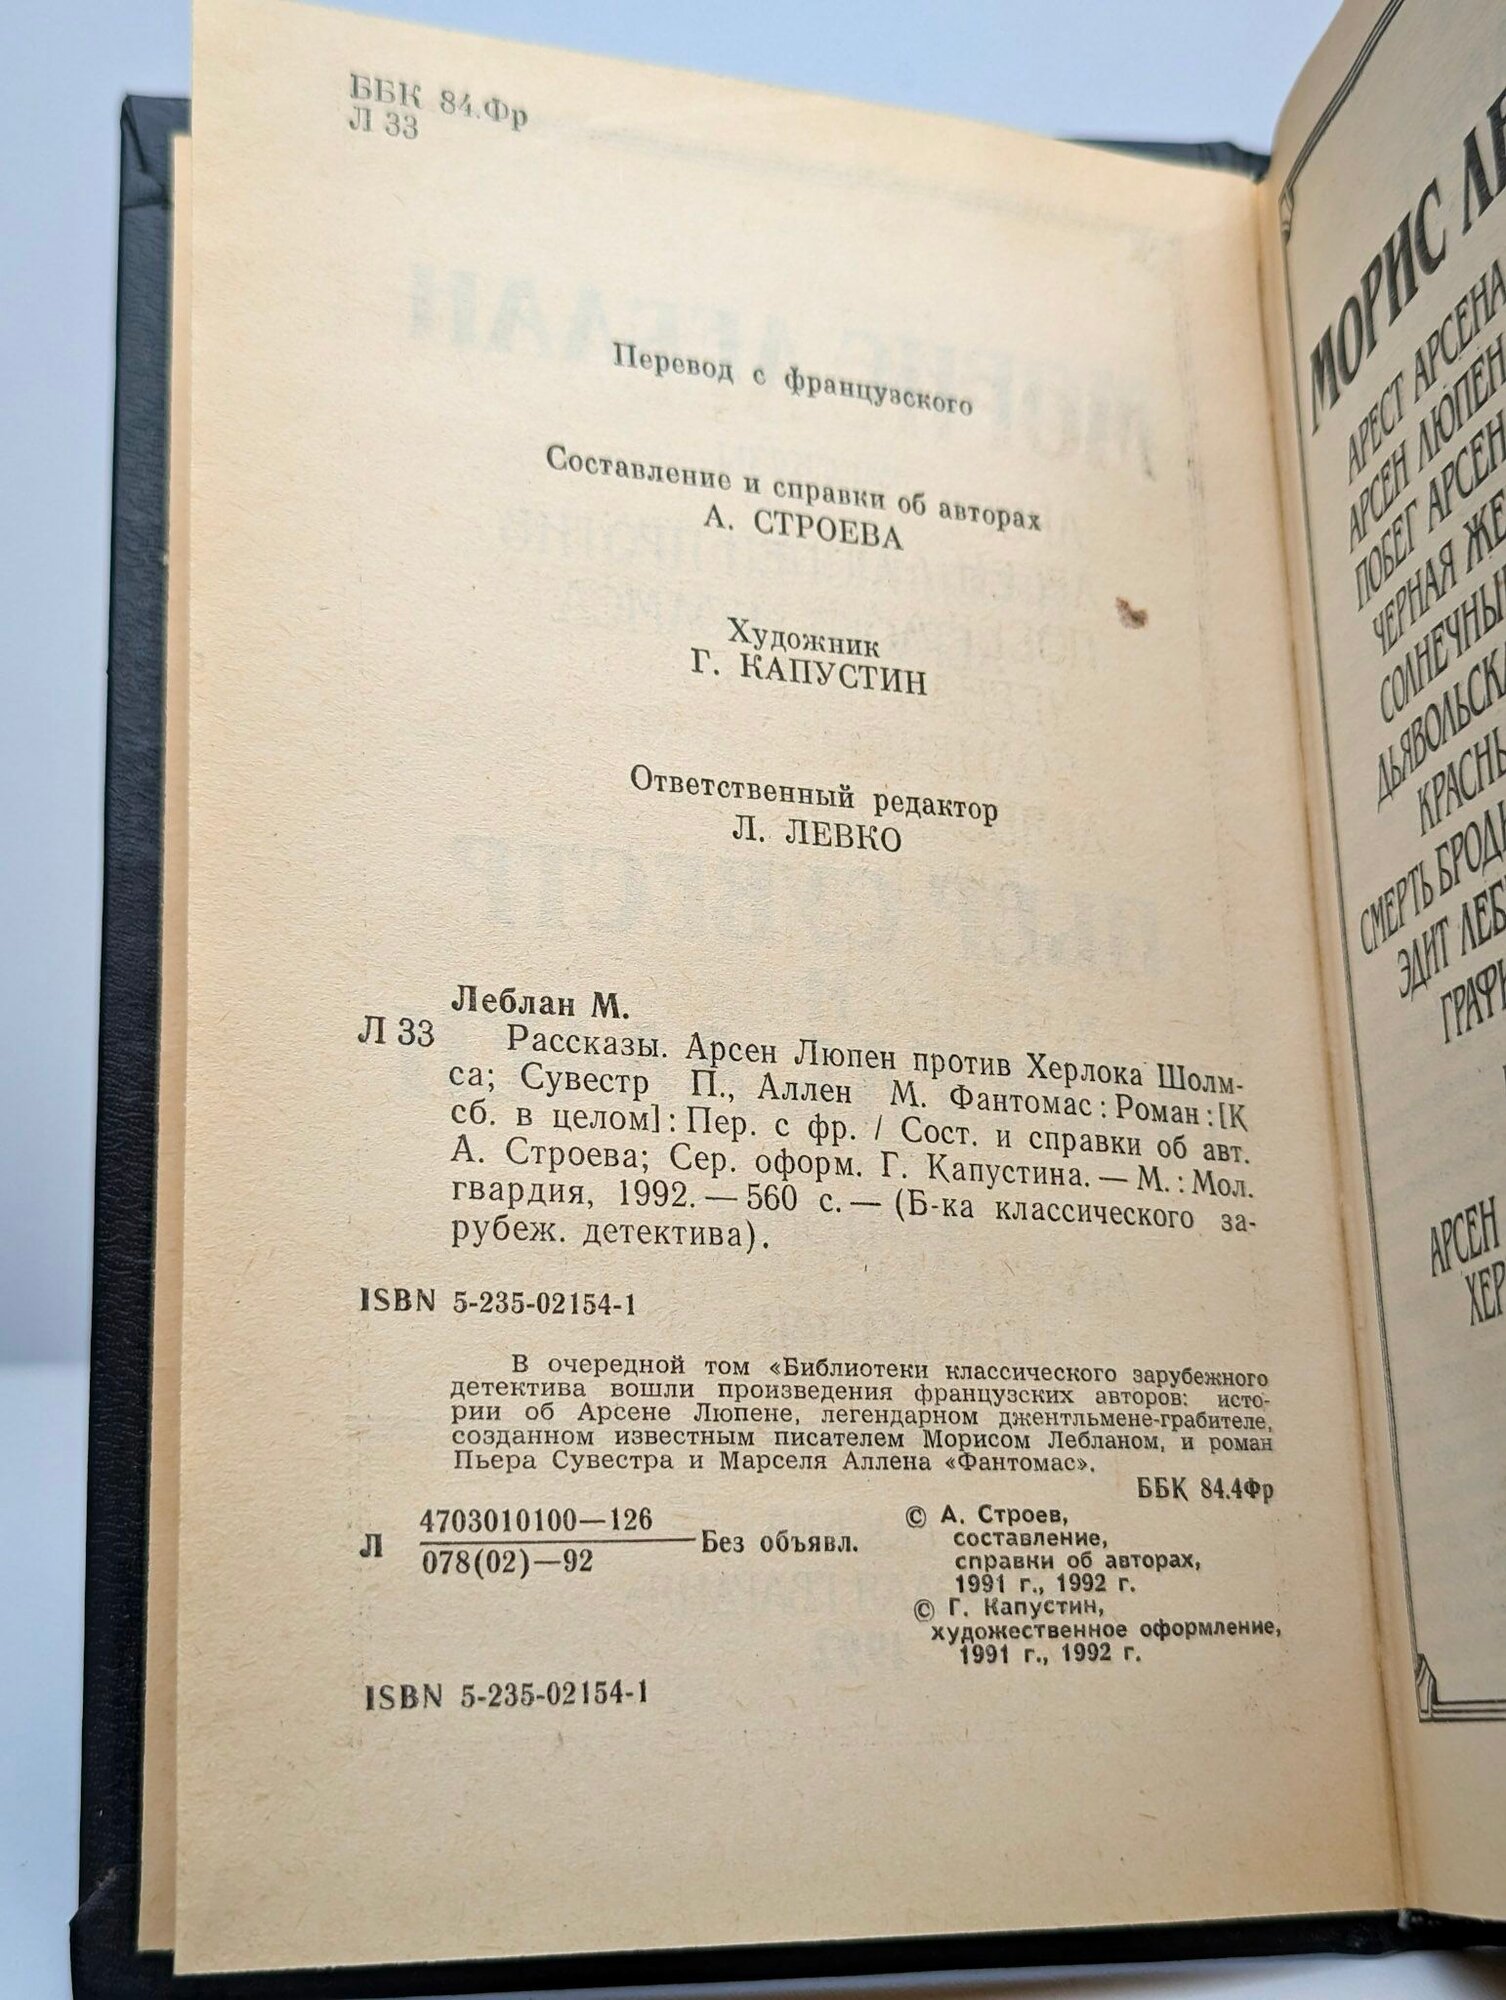 ББК 84.Фр
Л 33
Перевод с французского
Составление и справки об авторах
А. СТРОЕВА
Художник
Г. КАПУСТИН
Ответственный редактор
Л. ЛЕВКО
Леблан М.
Л 33 Рассказы. Арсен Люпен против Херлока Шолм-
са; Сувестр П., Аллен М. Фантомас : Роман : [К
сб. в целом] : Пер. с фр. / Сост. и справки об авт.
А. Строева; Сер. оформ. Г. Капустина. — М. : Мол.
гвардия, 1992. — 560 с. — (Б-ка классического за-
рубеж. детектива).
ISBN 5-235-02154-1
В очередной том «Библиотеки классического зарубежного
детектива вошли произведения французских авторов: исто-
рии об Арсене Люпене, легендарном джентльмене-грабителе,
созданном известным писателем Морисом Лебланом, и роман
Пьера Сувестра и Марселя Аллена «Фантомас».
ББК 84.4Фр
Л 4703010100—126
078(02)—92
Без объявл.
© А. Строев,
составление,
справки об авторах,
1991 г., 1992 г.
© Г. Капустин,
художественное оформление,
1991 г., 1992 г.
ISBN 5-235-02154-1
МОРИС
АРЕСТ АРСЕНА
АРСЕН ЛЮПЕН
ПОБЕГ АРСЕН
ЧЕРНАЯ ЖЕ
СОЛНЕЧНЫ
ДЬЯВОЛЬСКА
КРАСНЫ
СМЕРТЬ БРОД
ЭДИТ ЛЕБ
ГРАФ
АРСЕН
ХЕР